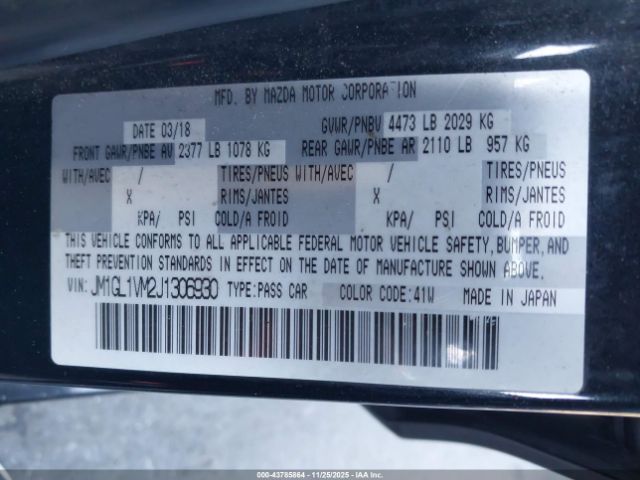 MFD. BY MAZDA MOTOR CORPORATION
DATE 03/18 GVWR/PNBV 4473 LB 2029 KG
FRONT GAWR/PNBE AV 2377 LB 1078 KG REAR GAWR/PNBE AR 2110 LB 957 KG
WITH/AVEC / TIRES/PNEUS WITH/AVEC / TIRES/PNEUS
X RIMS/JANTES X RIMS/JANTES
KPA/ PSI COLD/A FROID KPA/ PSI COLD/A FROID
THIS VEHICLE CONFORMS TO ALL APPLICABLE FEDERAL MOTOR VEHICLE SAFETY, BUMPER, AND
THEFT PREVENTION STANDARDS IN EFFECT ON THE DATE OF MANUFACTURE SHOWN ABOVE.
VIN: JM1GL1VM2J1306930 TYPE:PASS CAR COLOR CODE:41W MADE IN JAPAN
000-43785864 - 11/25/2025 - IAAI.COM